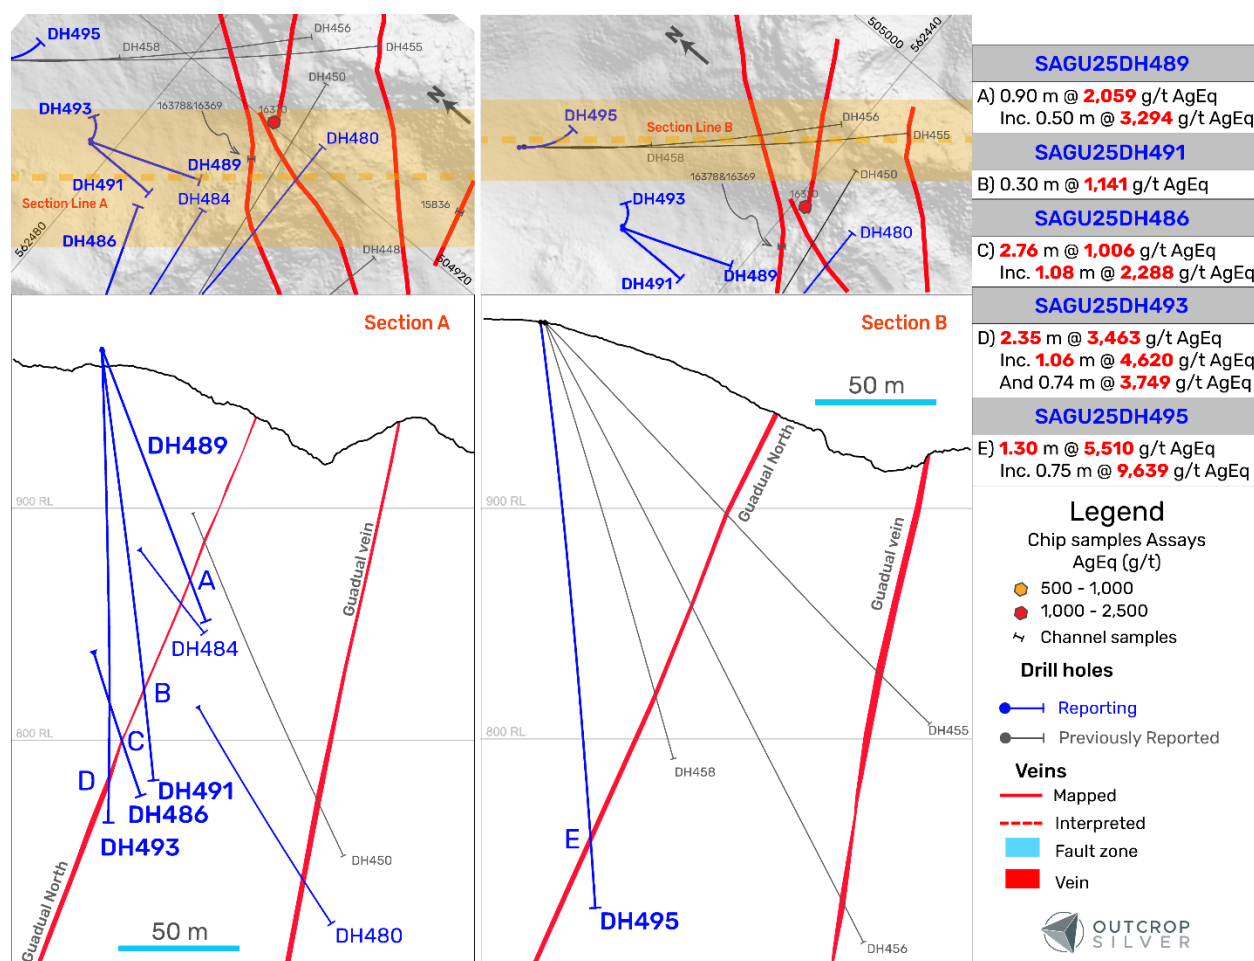 DH495
DH458
DH456
DH455
DH450
DH493
16378&16369
16370
N
DH480
DH489
DH491
DH484
Section Line A
15836
DH486
562480
DH448
504920
505000
562440
N
DH495
Section Line B
DH456
DH455
DH458
DH450
16378&16369
DH493
16370
DH480
DH489
DH491
Section A
DH489
900 RL
Guadual vein
A
DH484
B
800 RL
C
D
DH491
DH486
DH493
DH450
Guadual North
50 m
DH480
Section B
50 m
Guadual North
Guadual vein
DH455
DH458
E
DH495
DH456
SAGU25DH489
A) 0.90 m @ 2,059 g/t AgEq
Inc. 0.50 m @ 3,294 g/t AgEq
SAGU25DH491
B) 0.30 m @ 1,141 g/t AgEq
SAGU25DH486
C) 2.76 m @ 1,006 g/t AgEq
Inc. 1.08 m @ 2,288 g/t AgEq
SAGU25DH493
D) 2.35 m @ 3,463 g/t AgEq
Inc. 1.06 m @ 4,620 g/t AgEq
And 0.74 m @ 3,749 g/t AgEq
SAGU25DH495
E) 1.30 m @ 5,510 g/t AgEq
Inc. 0.75 m @ 9,639 g/t AgEq
Legend
Chip samples Assays
AgEq (g/t)
500 - 1,000
1,000 - 2,500
Channel samples
Drill holes
Reporting
Previously Reported
Veins
Mapped
Interpreted
Fault zone
Vein
OUTCROP
SILVER